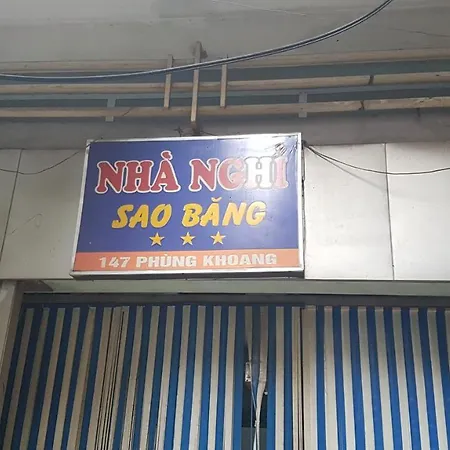 NHÀ NGHỈ
SAO BĂNG
147 PHÙNG KHOANG